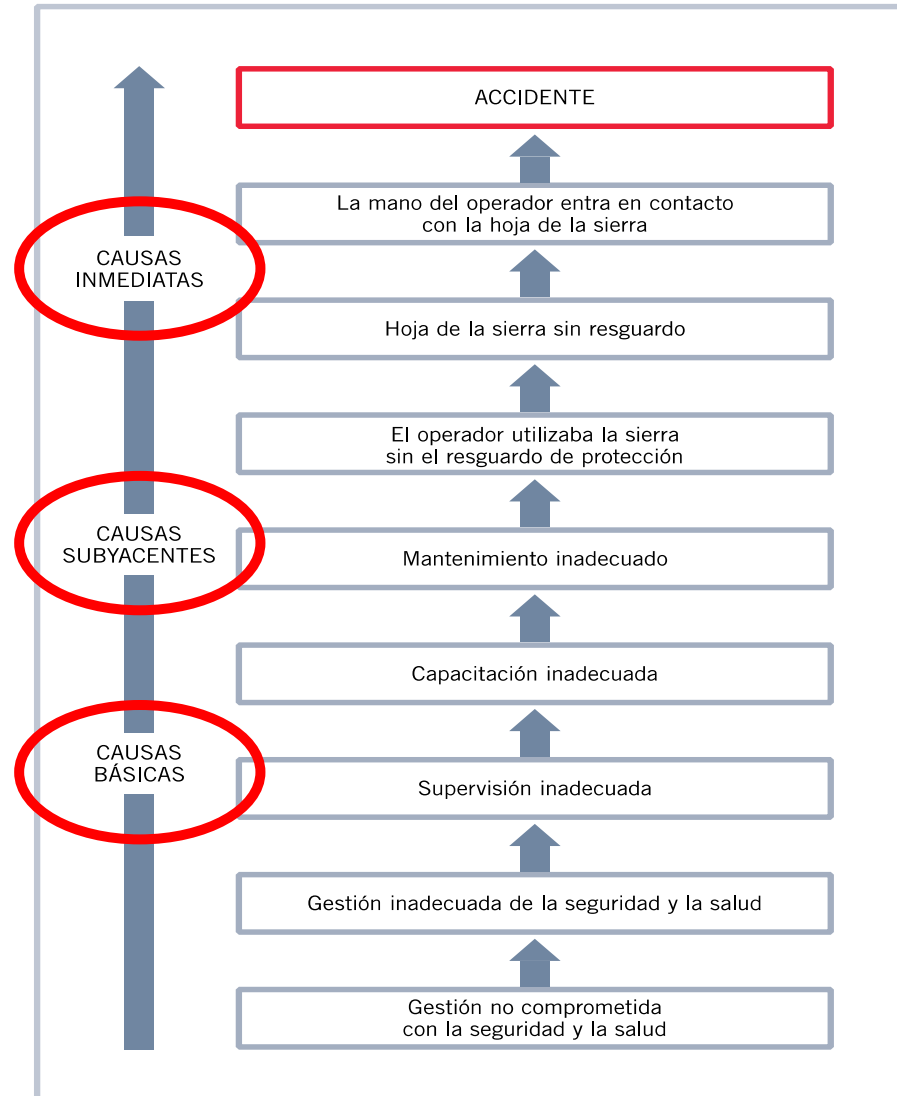 ACCIDENTE
La mano del operador entra en contacto
con la hoja de la sierra
CAUSAS
INMEDIATAS
Hoja de la sierra sin resguardo
El operador utilizaba la sierra
sin el resguardo de protección
CAUSAS
SUBYACENTES
Mantenimiento inadecuado
Capacitación inadecuada
CAUSAS
BÁSICAS
Supervisión inadecuada
Gestión inadecuada de la seguridad y la salud
Gestión no comprometida
con la seguridad y la salud